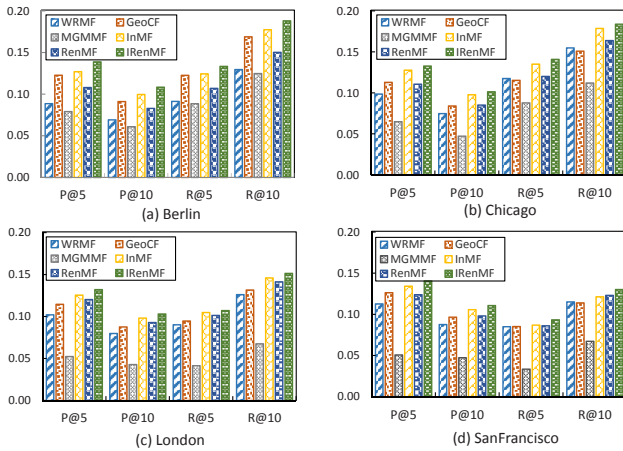 0.20
0.15
0.10
0.05
0.00
WRMF GeoCF
MGMMF InMF
RenMF IRenMF
P@5 P@10 R@5 R@10
(a) Berlin
0.20
0.15
0.10
0.05
0.00
WRMF GeoCF
MGMMF InMF
RenMF IRenMF
P@5 P@10 R@5 R@10
(b) Chicago
0.20
0.15
0.10
0.05
0.00
WRMF GeoCF
MGMMF InMF
RenMF IRenMF
P@5 P@10 R@5 R@10
(c) London
0.20
0.15
0.10
0.05
0.00
WRMF GeoCF
MGMMF InMF
RenMF IRenMF
P@5 P@10 R@5 R@10
(d) SanFrancisco